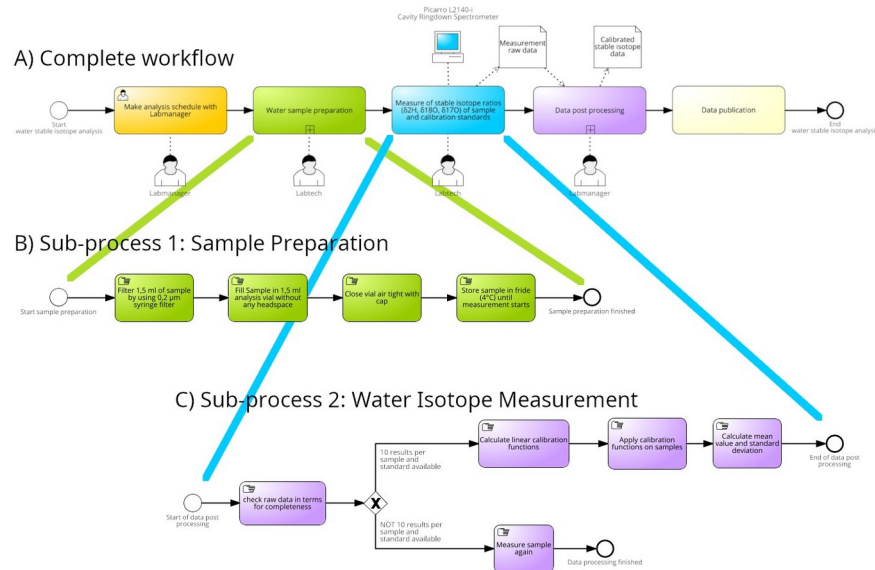 Picarro L2140-i
Cavity Ringdown Spectrometer
A) Complete workflow
Measurement
raw data
Calibrated
stable isotope
data
Start
water stable isotope analysis
Make analysis schedule with
Labmanager
Water sample preparation
Measure of stable isotope ratios
(δ2H, δ18O, δ17O) of sample
and calibration standards
Data post processing
Data publication
End
water stable isotope analysi
Labmanager
Labtech
Labtech
Labmanager
B) Sub-process 1: Sample Preparation
Start sample preparation
Filter 1,5 ml of sample
by using 0,2 µm
syringe filter
Fill Sample in 1,5 ml
analysis vial without
any headspace
Close vial air tight with
cap
Store sample in fride
(4°C) until
measurement starts
Sample preparation finished
C) Sub-process 2: Water Isotope Measurement
Start of data post
processing
check raw data in terms
for completeness
X
10 results per
sample and
standard available
Calculate linear calibration
functions
Apply calibration
functions on samples
Calculate mean
value and standard
deviation
End of data post
processing
NOT 10 results per
sample and
standard available
Measure sample
again
Data processing finished